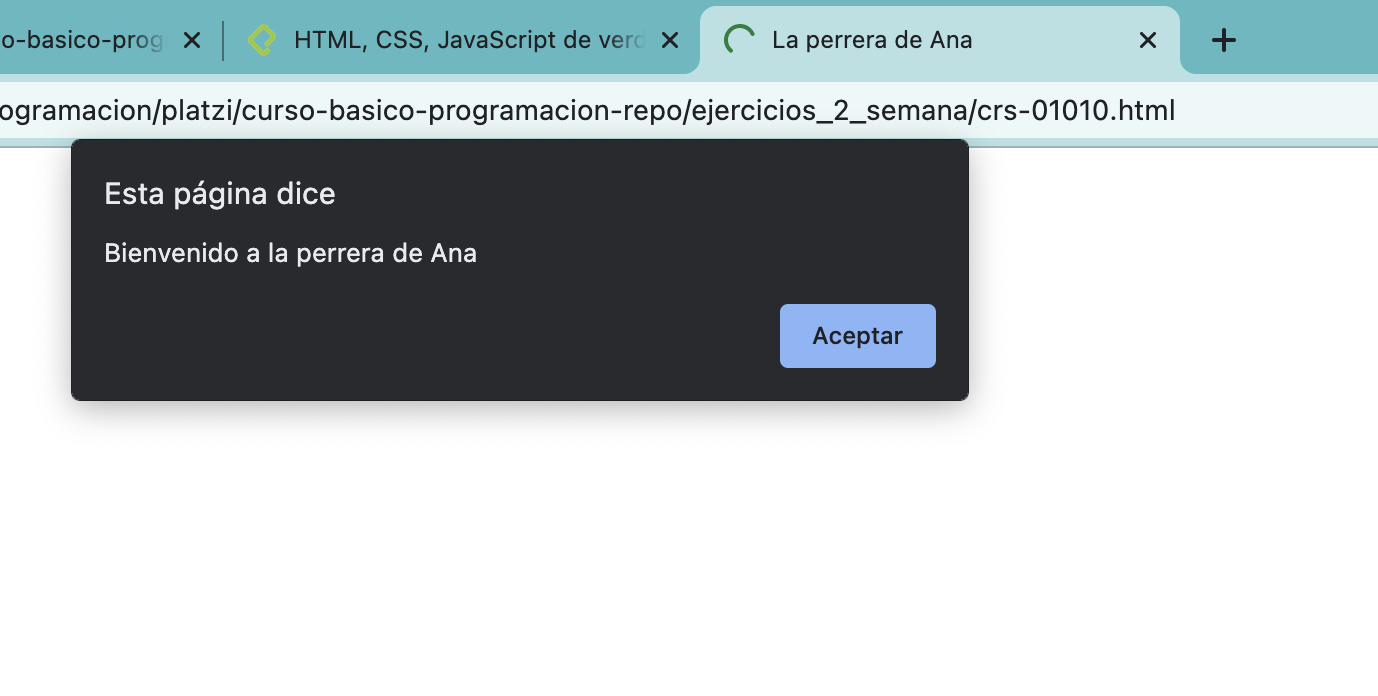 o-basico-prog
HTML, CSS, JavaScript de verd
La perrera de Ana
ogramacion/platzi/curso-basico-programacion-repo/ejercicios_2_semana/crs-01010.html
Esta página dice
Bienvenido a la perrera de Ana
Aceptar